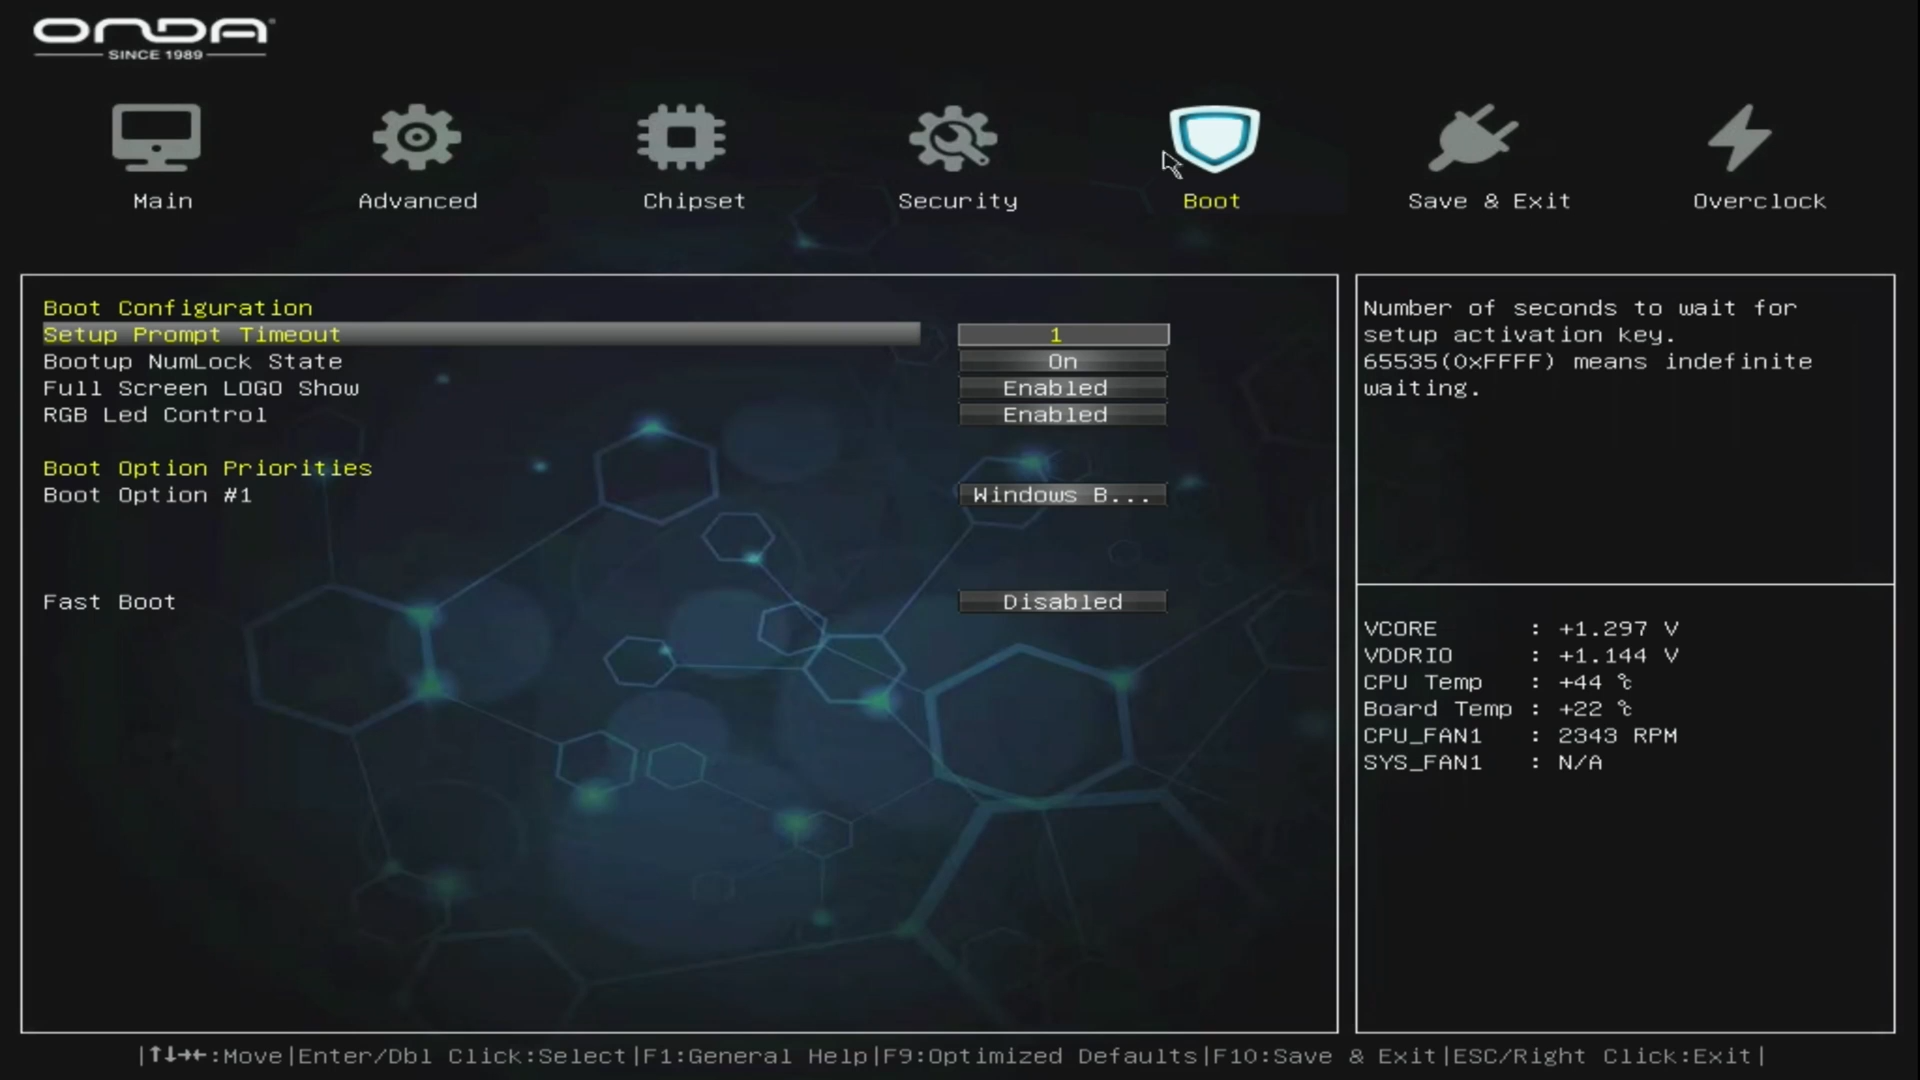 ONDA
SINCE 1989
Main
Advanced
Chipset
Security
Boot
Save & Exit
Overclock
Boot Configuration
Setup Prompt Timeout 1
Bootup NumLock State On
Full Screen LOGO Show Enabled
RGB Led Control Enabled
Boot Option Priorities
Boot Option #1 Windows B...
Fast Boot Disabled
Number of seconds to wait for
setup activation key.
65535(0xFFFF) means indefinite
waiting.
VCORE : +1.297 V
VDDRIO : +1.144 V
CPU Temp : +44 ℃
Board Temp : +22 ℃
CPU_FAN1 : 2343 RPM
SYS_FAN1 : N/A
|↑↓→←:Move|Enter/Dbl Click:Select|F1:General Help|F9:Optimized Defaults|F10:Save & Exit|ESC/Right Click:Exit|